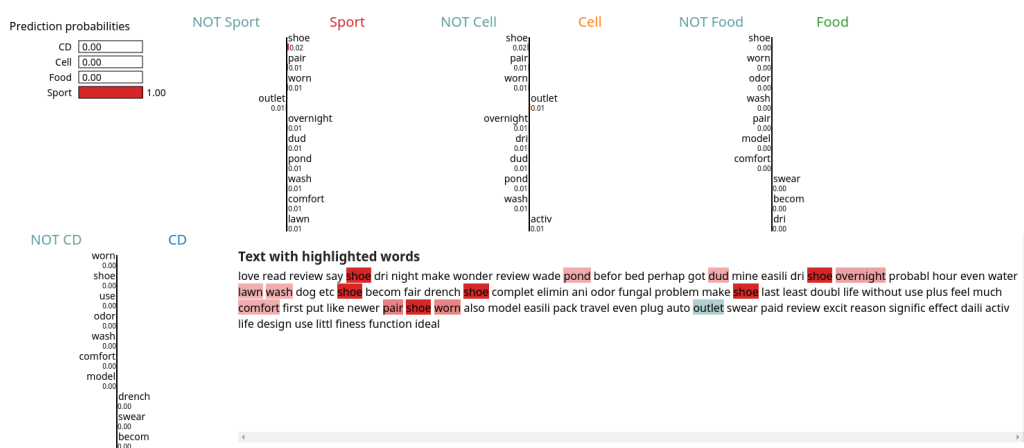 Prediction probabilities
CD 0.00
Cell 0.00
Food 0.00
Sport 1.00
NOT Sport Sport
shoe
0.02
pair
0.01
worn
0.01
outlet
0.01
overnight
0.01
dud
0.01
pond
0.01
wash
0.01
comfort
0.01
lawn
0.01
NOT Cell Cell
shoe
0.02
pair
0.01
worn
0.01
outlet
0.01
overnight
0.01
dri
0.01
dud
0.01
pond
0.01
wash
0.01
activ
0.01
NOT Food Food
shoe
0.00
worn
0.00
odor
0.00
wash
0.00
pair
0.00
model
0.00
comfort
0.00
swear
0.00
becom
0.00
dri
0.00
NOT CD CD
worn
0.00
shoe
0.00
use
0.00
odor
0.00
wash
0.00
comfort
0.00
model
0.00
drench
0.00
swear
0.00
becom
0.00
Text with highlighted words
love read review say shoe dri night make wonder review wade pond befor bed perhap got dud mine easili dri shoe overnight probabl hour even water
lawn wash dog etc shoe becom fair drench shoe complet elimin ani odor fungal problem make shoe last least doubl life without use plus feel much
comfort first put like newer pair shoe worn also model easili pack travel even plug auto outlet swear paid review excit reason signific effect daili activ
life design use littl finess function ideal